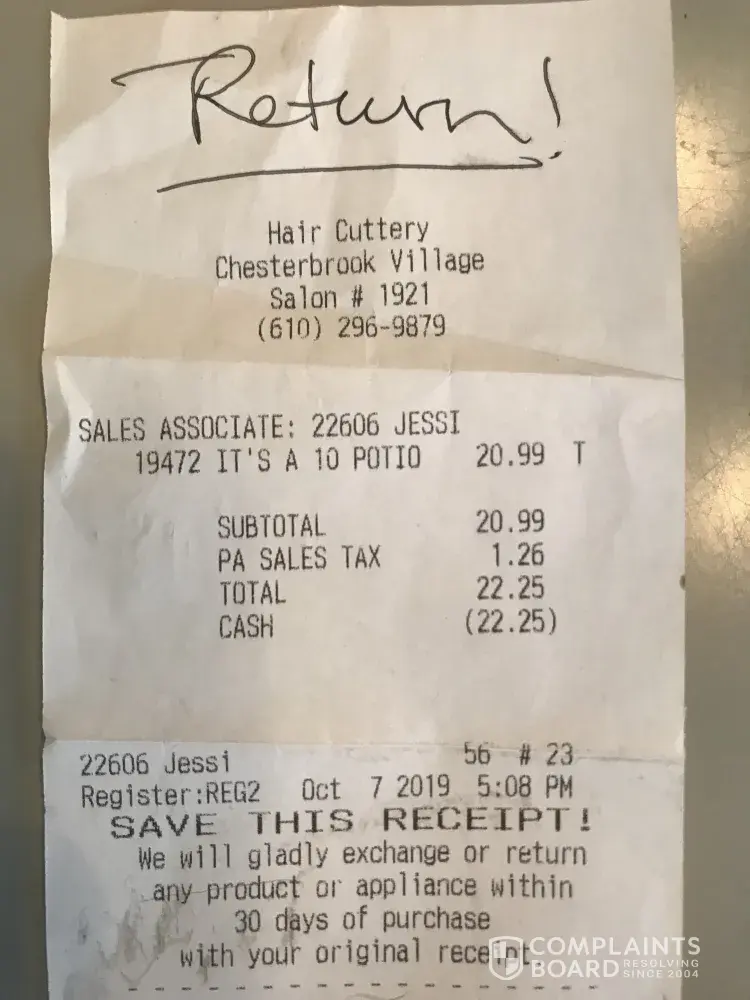 Return!
Hair Cuttery
Chesterbrook Village
Salon # 1921
(610) 296-9879
SALES ASSOCIATE: 22606 JESSI
19472 IT'S A 10 POTIO 20.99 T
SUBTOTAL 20.99
PA SALES TAX 1.26
TOTAL 22.25
CASH (22.25)
22606 Jessi 56 # 23
Register:REG2 Oct 7 2019 5:08 PM
SAVE THIS RECEIPT!
We will gladly exchange or return
any product or appliance within
30 days of purchase
with your original receipt
COMPLAINTS
BOARD RESOLVING SINCE 2004